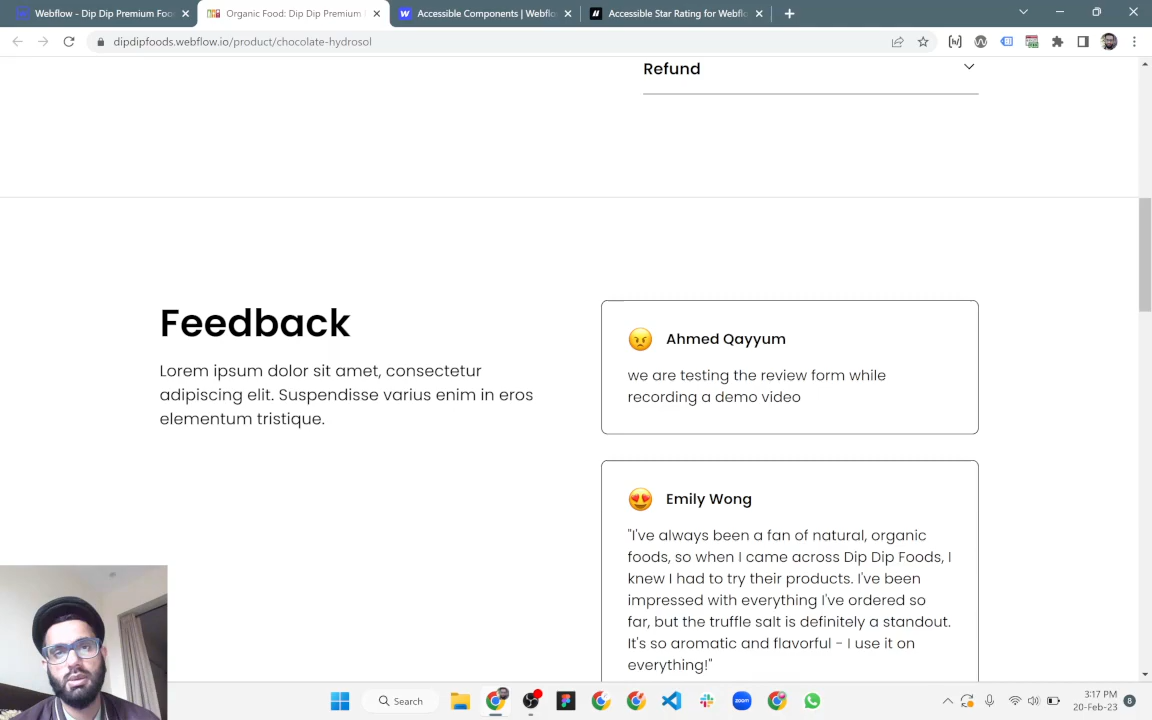 Webflow - Dip Dip Premium Foo
Organic Food: Dip Dip Premium
Accessible Components | Webflo
Accessible Star Rating for Webflo
dipdipfoods.webflow.io/product/chocolate-hydrosol
Refund
Feedback
Lorem ipsum dolor sit amet, consectetur
adipiscing elit. Suspendisse varius enim in eros
elementum tristique.
Ahmed Qayyum
we are testing the review form while
recording a demo video
Emily Wong
"I've always been a fan of natural, organic
foods, so when I came across Dip Dip Foods, I
knew I had to try their products. I've been
impressed with everything I've ordered so
far, but the truffle salt is definitely a standout.
It's so aromatic and flavorful - I use it on
everything!"
Search
zoom
3:17 PM
20-Feb-23
8